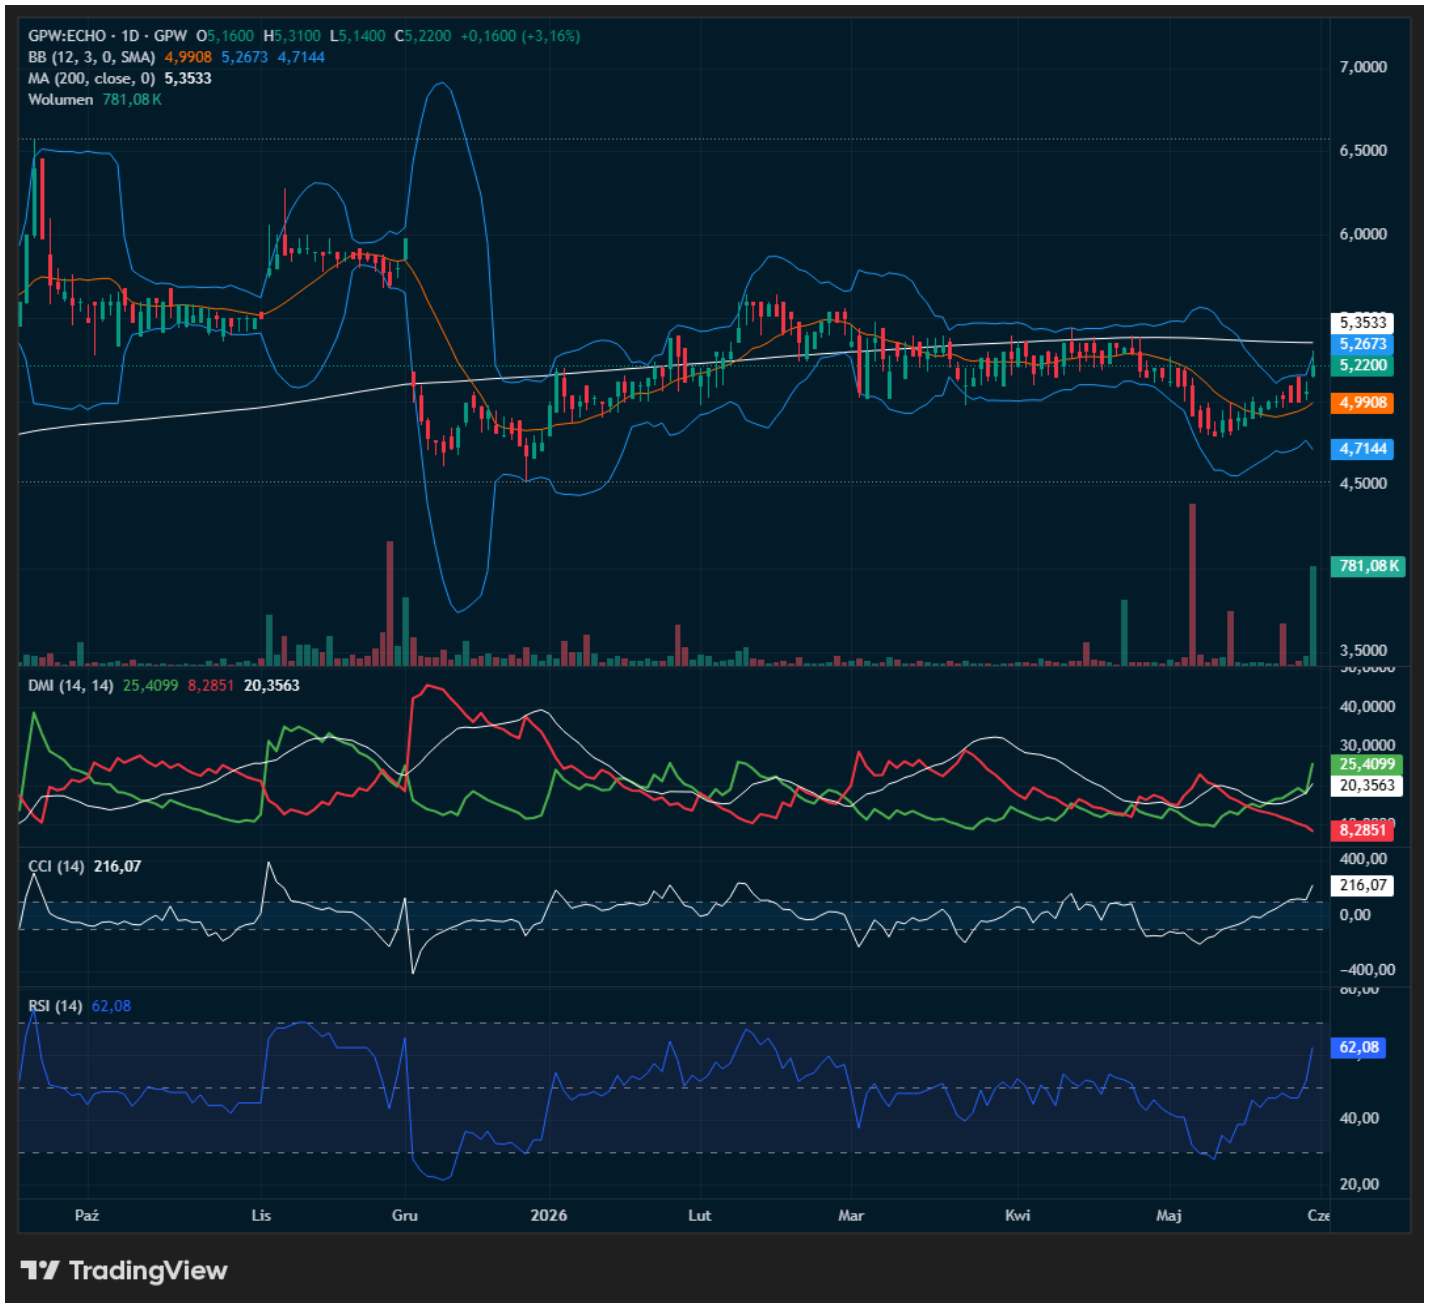 GPW:ECHO · 1D · GPW O5,1600 H5,3100 L5,1400 C5,2200 +0,1600 (+3,16%)
BB (12, 3, 0, SMA) 4,9908 5,2673 4,7144
MA (200, close, 0) 5,3533
Wolumen 781,08 K
7,0000
6,5000
6,0000
5,3533
5,2673
5,2200
4,9908
4,7144
4,5000
781,08 K
3,5000
DMI (14, 14) 25,4099 8,2851 20,3563
40,0000
30,0000
25,4099
20,3563
8,2851
CCI (14) 216,07
400,00
216,07
0,00
−400,00
80,00
RSI (14) 62,08
62,08
40,00
20,00
Paź Lis Gru 2026 Lut Mar Kwi Maj Cze
TradingView